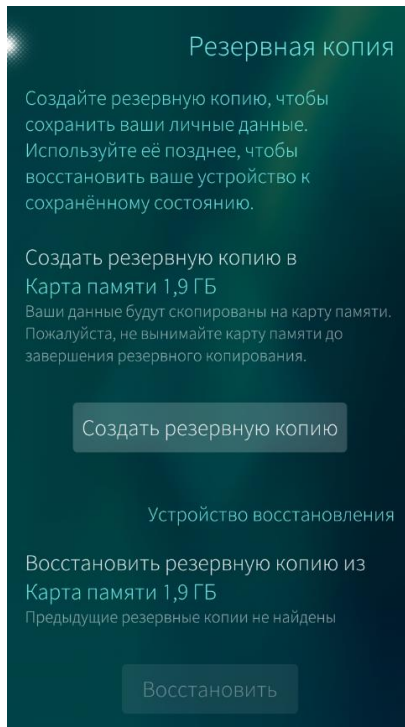 Резервная копия
Создайте резервную копию, чтобы
сохранить ваши личные данные.
Используйте её позднее, чтобы
восстановить ваше устройство к
сохранённому состоянию.
Создать резервную копию в
Карта памяти 1,9 ГБ
Ваши данные будут скопированы на карту памяти.
Пожалуйста, не вынимайте карту памяти до
завершения резервного копирования.
Создать резервную копию
Устройство восстановления
Восстановить резервную копию из
Карта памяти 1,9 ГБ
Предыдущие резервные копии не найдены
Восстановить